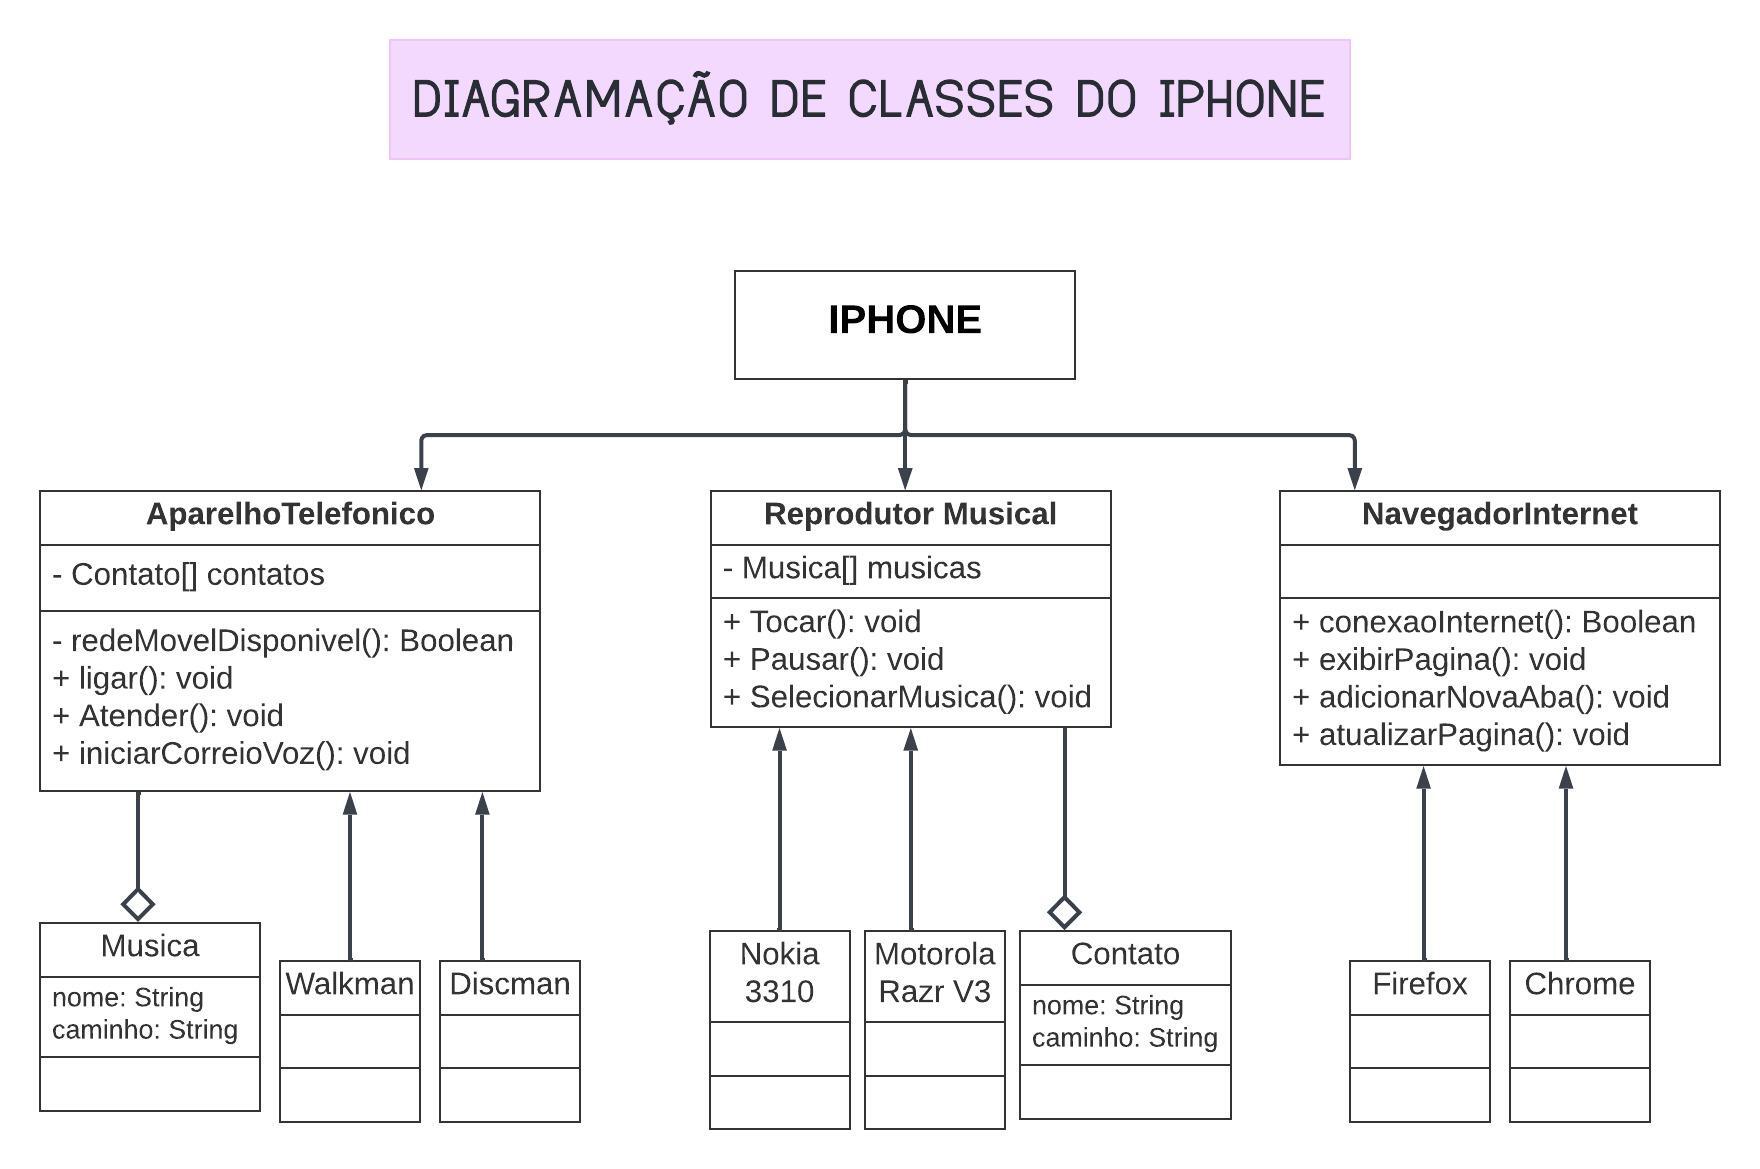 DIAGRAMAÇÃO DE CLASSES DO IPHONE
IPHONE
AparelhoTelefonico
- Contato[] contatos
- redeMovelDisponivel(): Boolean
+ ligar(): void
+ Atender(): void
+ iniciarCorreioVoz(): void
Reprodutor Musical
- Musica[] musicas
+ Tocar(): void
+ Pausar(): void
+ SelecionarMusica(): void
NavegadorInternet
+ conexaoInternet(): Boolean
+ exibirPagina(): void
+ adicionarNovaAba(): void
+ atualizarPagina(): void
Musica
nome: String
caminho: String
Walkman
Discman
Nokia
3310
Motorola
Razr V3
Contato
nome: String
caminho: String
Firefox
Chrome